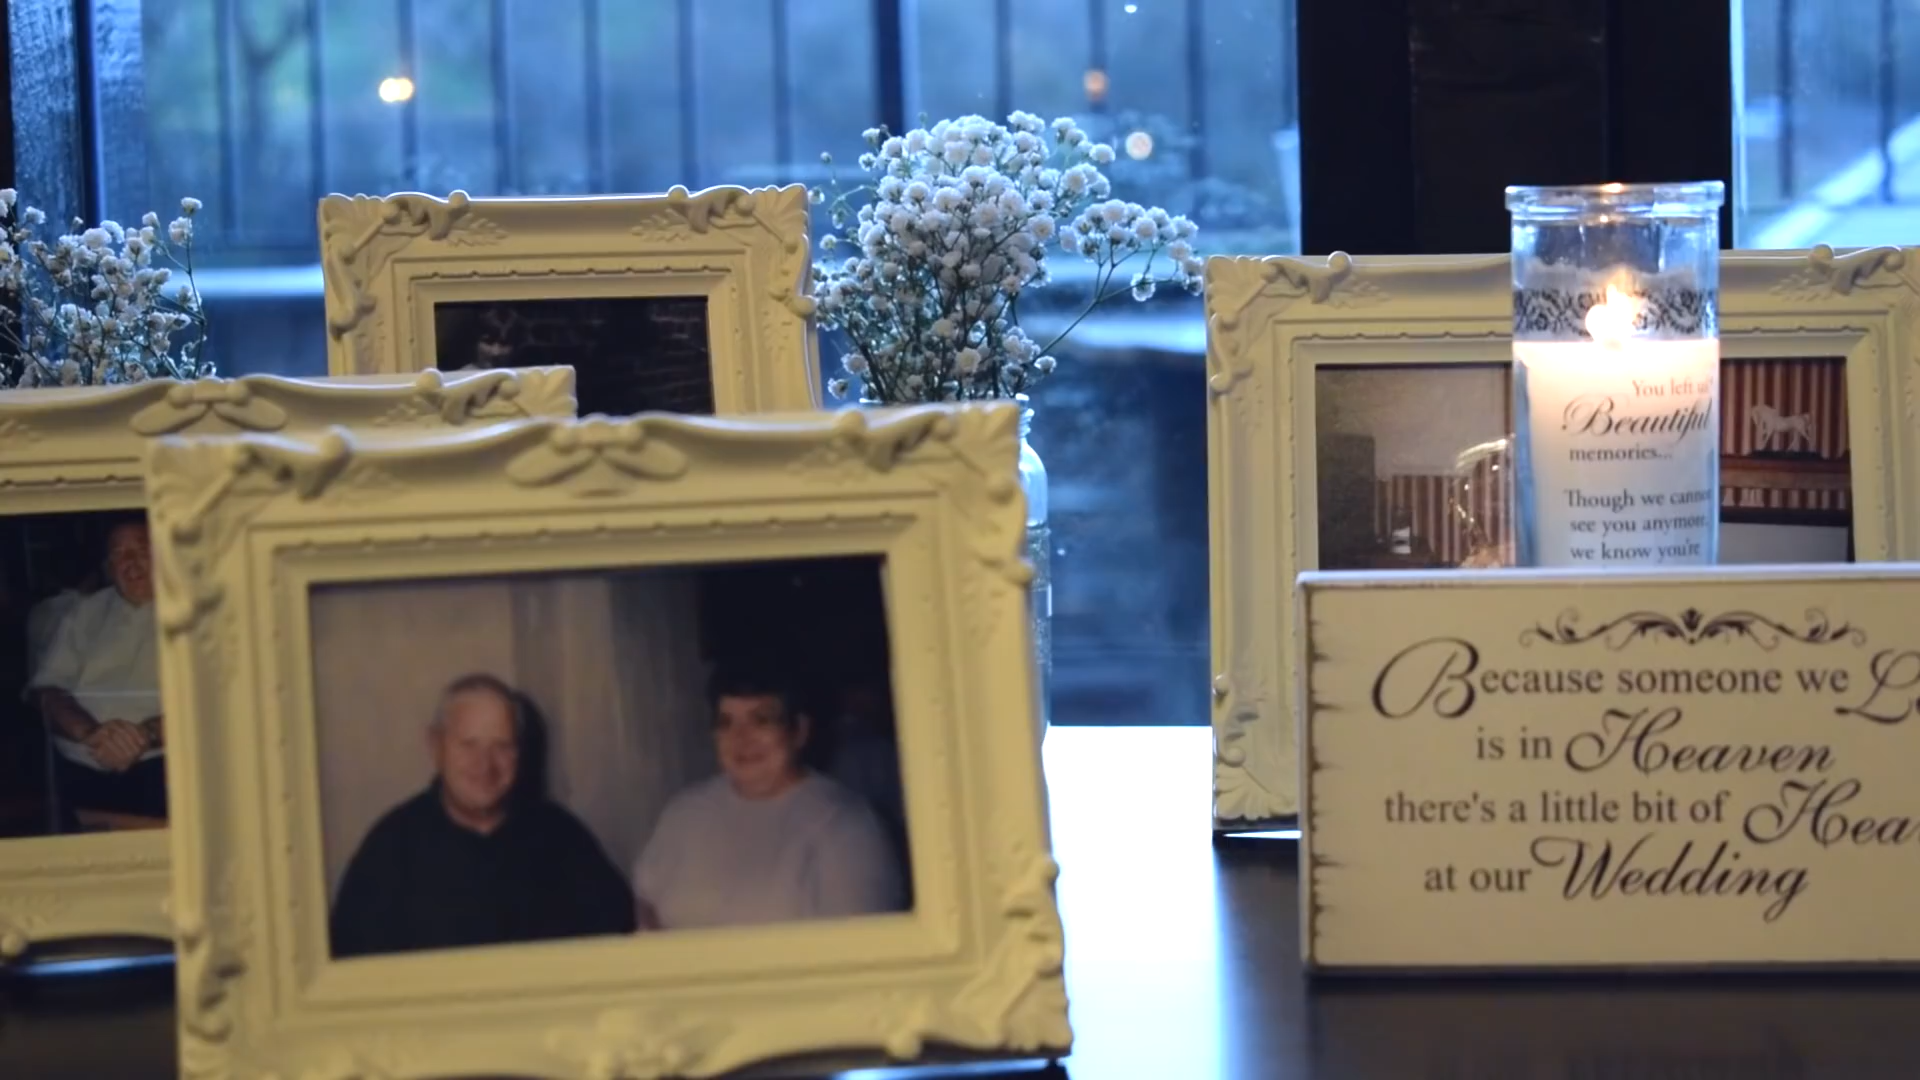 You left us
Beautiful
memories...
Though we cannot
see you anymore,
we know you're
Because someone we
is in Heaven
there's a little bit of
at our Wedding